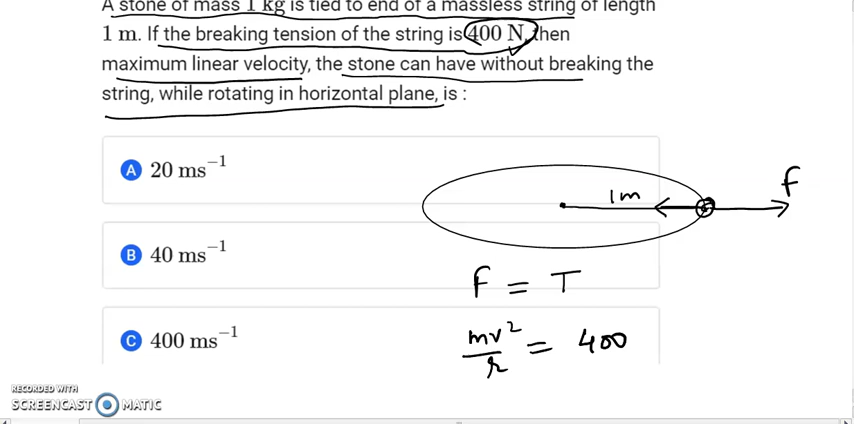 A stone of mass 1 kg is tied to end of a massless string of length
1 m. If the breaking tension of the string is 400 N, then
maximum linear velocity, the stone can have without breaking the
string, while rotating in horizontal plane, is :
A 20 ms⁻¹
1m
f
B 40 ms⁻¹
f = T
C 400 ms⁻¹
mv²/r = 400
RECORDED WITH
SCREENCAST MATIC